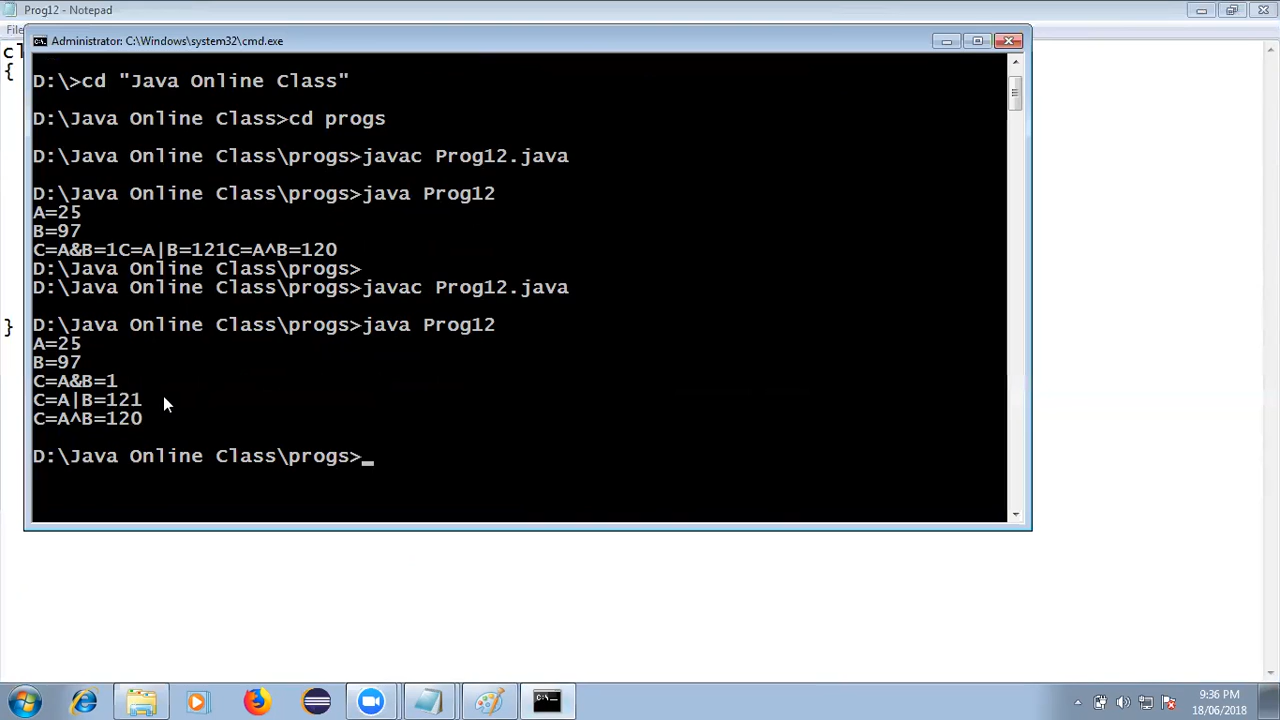 Prog12 - Notepad
File
Administrator: C:\Windows\system32\cmd.exe
cl
{
D:\>cd "Java Online Class"
D:\Java Online Class>cd progs
D:\Java Online Class\progs>javac Prog12.java
D:\Java Online Class\progs>java Prog12
A=25
B=97
C=A&B=1C=A|B=121C=A^B=120
D:\Java Online Class\progs>
D:\Java Online Class\progs>javac Prog12.java
D:\Java Online Class\progs>java Prog12
}
A=25
B=97
C=A&B=1
C=A|B=121
C=A^B=120
D:\Java Online Class\progs>_
9:36 PM
18/06/2018